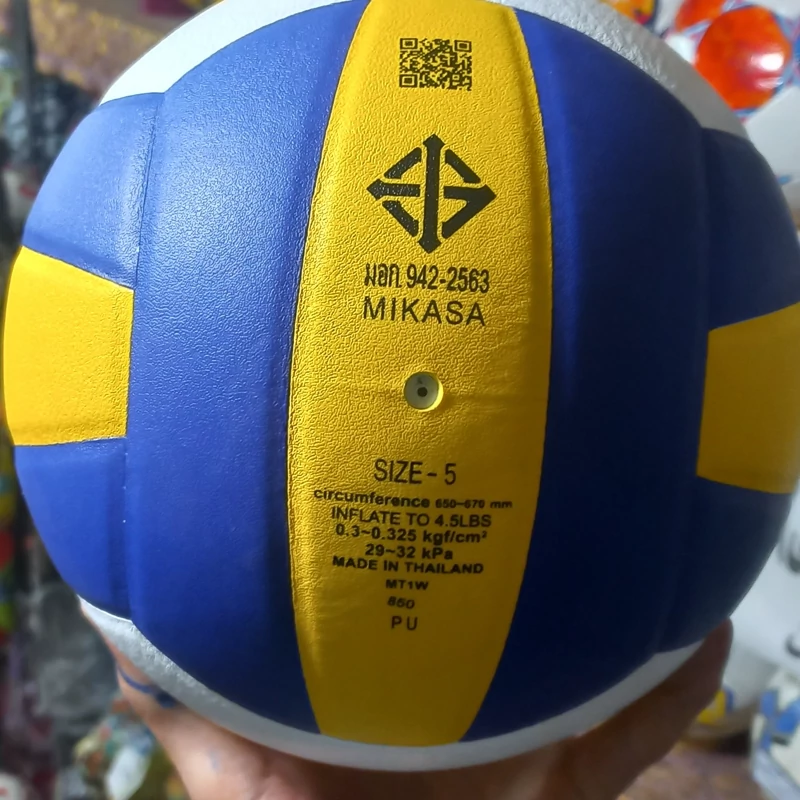 มอก. 942-2563
MIKASA
SIZE - 5
circumference 650~670 mm
INFLATE TO 4.5LBS
0.3~0.325 kgf/cm²
29~32 kPa
MADE IN THAILAND
MT1W
850
PU